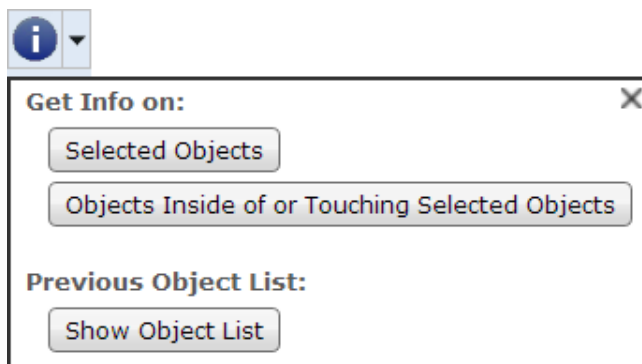 Get Info on:
Selected Objects
Objects Inside of or Touching Selected Objects
Previous Object List:
Show Object List